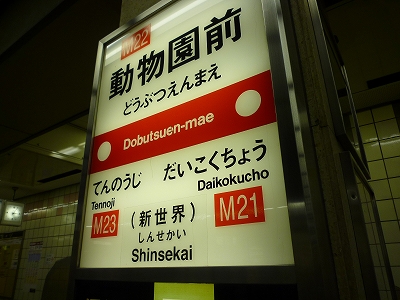 M22
動物園前
どうぶつえんまえ
Dobutsuen-mae
てんのうじ だいこくちょう
Tennoji Daikokucho
M23 (新世界) M21
しんせかい
Shinsekai